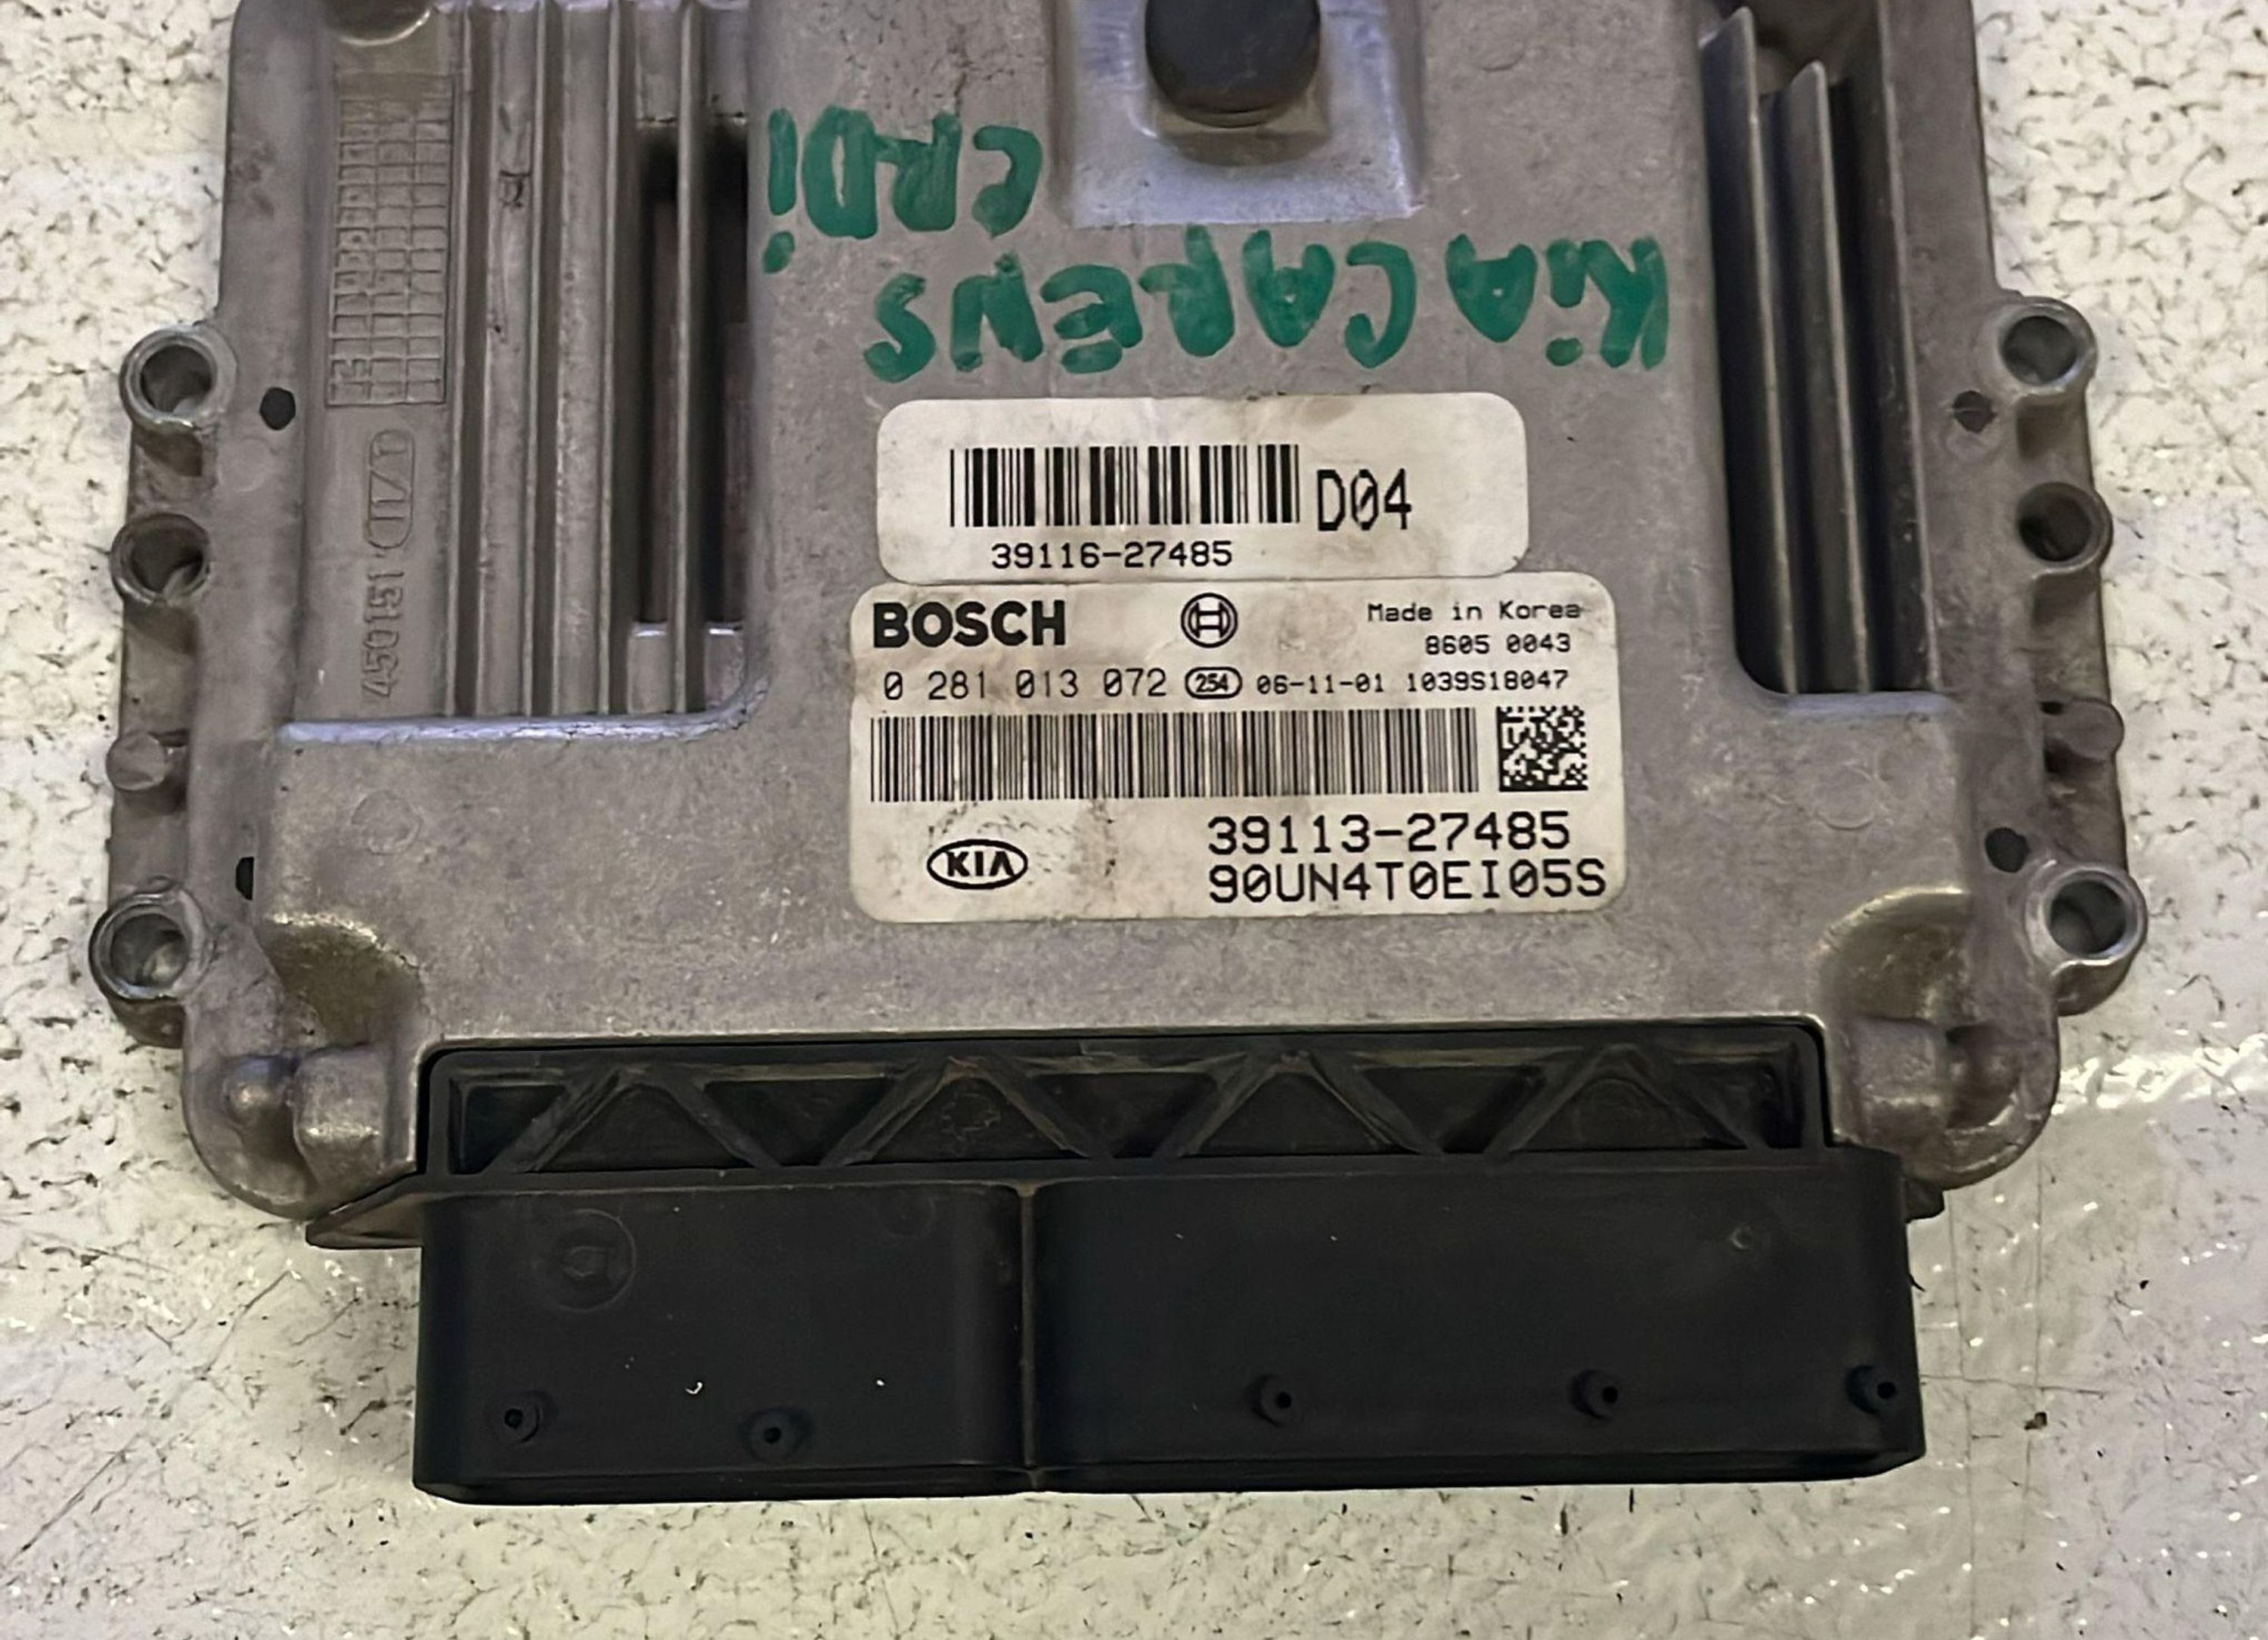 KiA CARENS
CRDi
D04
39116-27485
BOSCH
Made in Korea
8605 0043
0 281 013 072 254 06-11-01 1039S18047
KIA
39113-27485
90UN4T0EI05S
450151